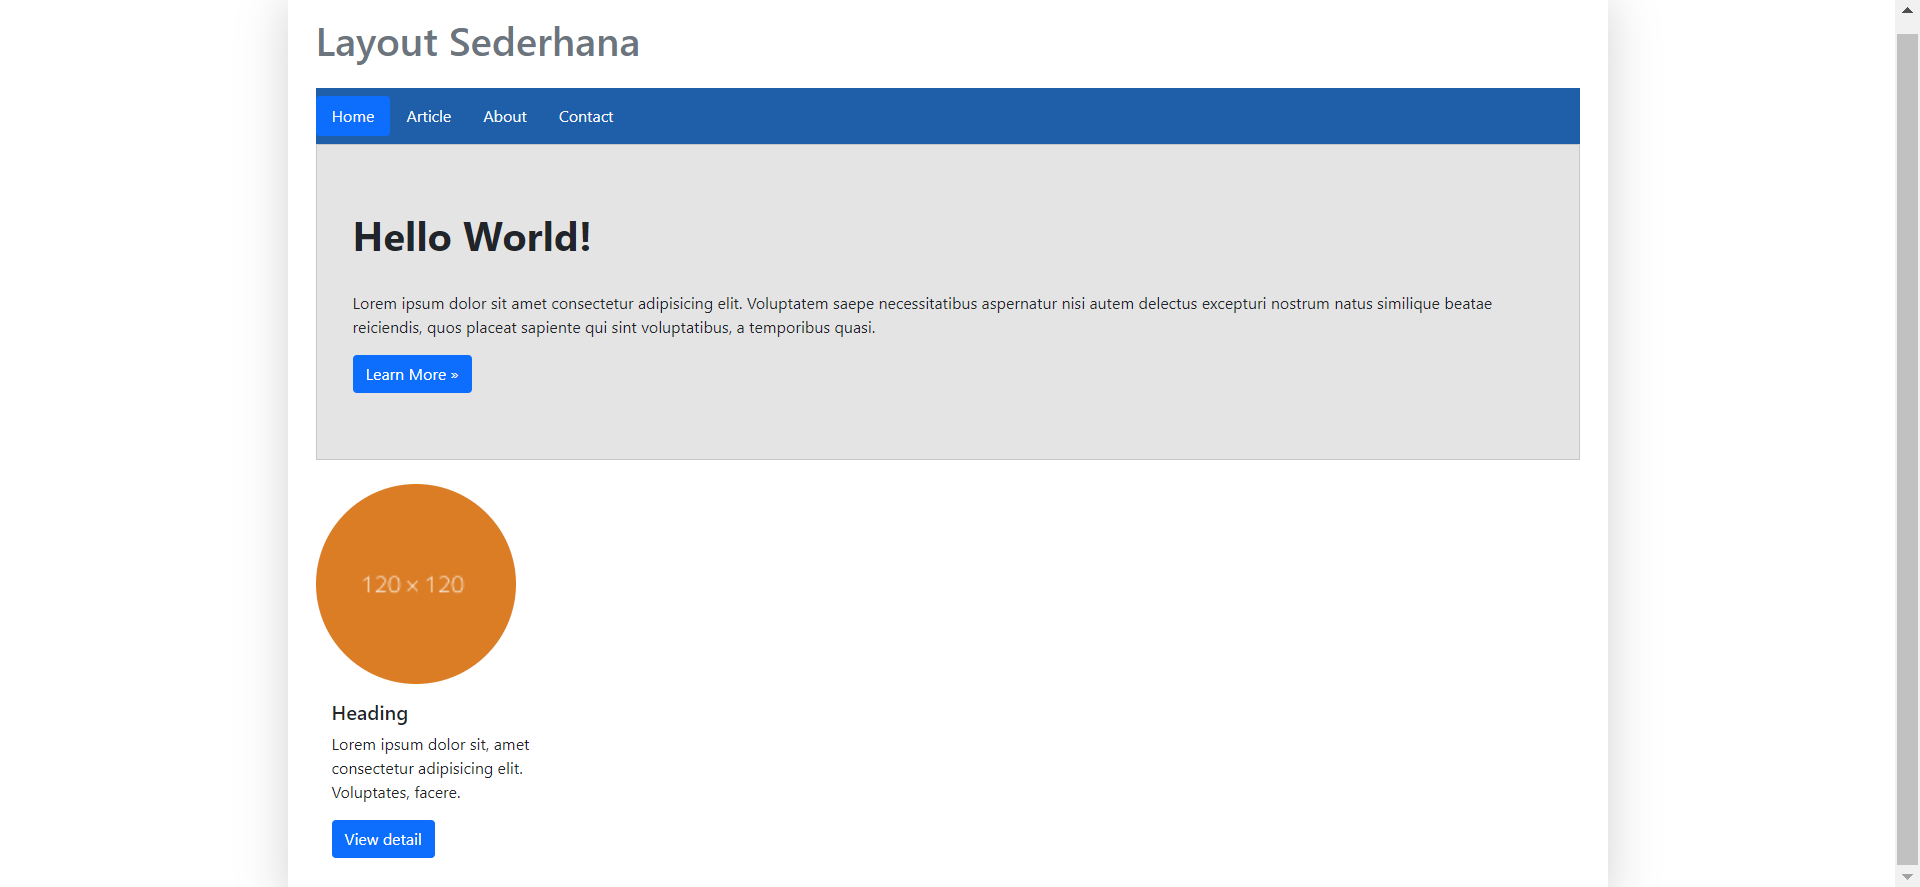 Layout Sederhana
Home Article About Contact
Hello World!
Lorem ipsum dolor sit amet consectetur adipisicing elit. Voluptatem saepe necessitatibus aspernatur nisi autem delectus excepturi nostrum natus similique beatae
reiciendis, quos placeat sapiente qui sint voluptatibus, a temporibus quasi.
Learn More »
120 × 120
Heading
Lorem ipsum dolor sit, amet
consectetur adipisicing elit.
Voluptates, facere.
View detail